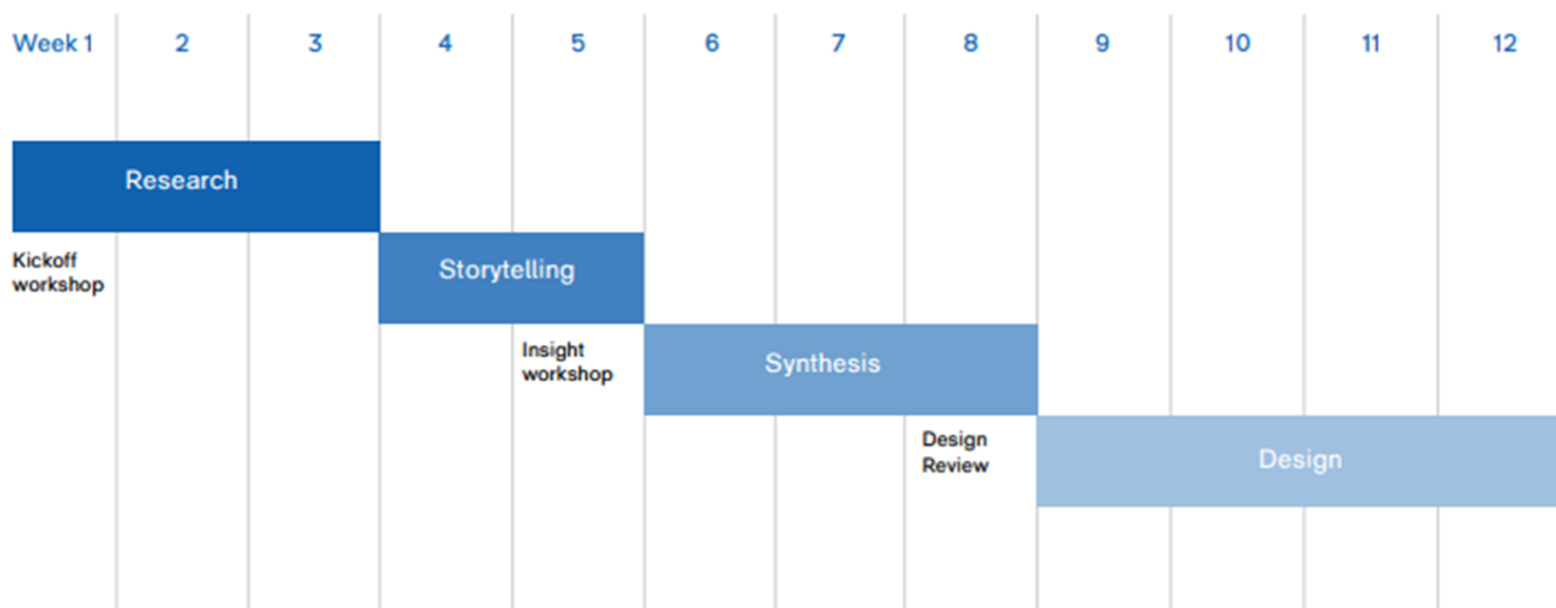 Week 1 2 3 4 5 6 7 8 9 10 11 12
Research
Kickoff
workshop
Storytelling
Insight
workshop
Synthesis
Design
Review
Design